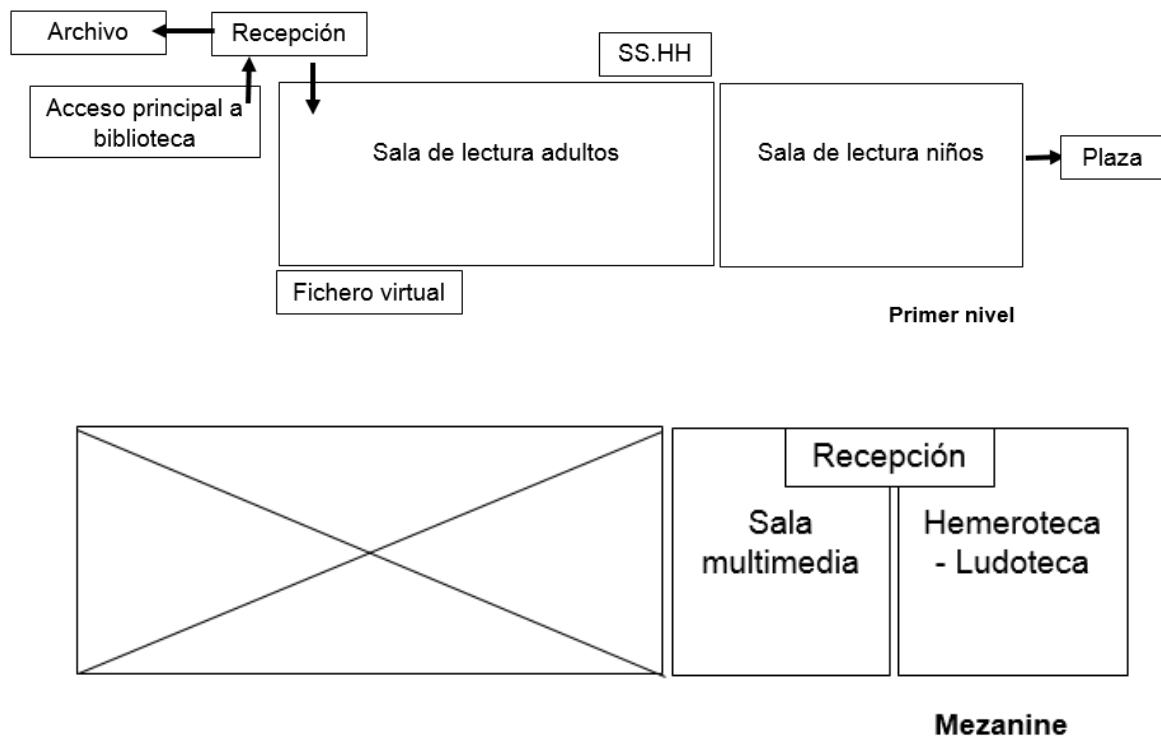 Archivo
Recepción
SS.HH
Acceso principal a
biblioteca
Sala de lectura adultos
Sala de lectura niños
Plaza
Fichero virtual
Primer nivel
Recepción
Sala
multimedia
Hemeroteca
- Ludoteca
Mezanine